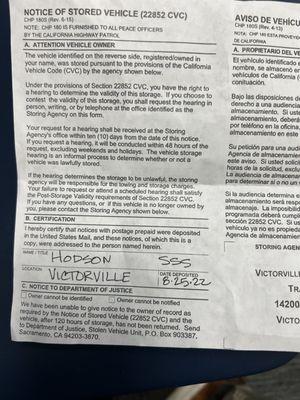 NOTICE OF STORED VEHICLE (22852 CVC)
CHP 180S (Rev. 6-15)
NOTE: CHP 180 IS FURNISHED TO ALL PEACE OFFICERS
BY THE CALIFORNIA HIGHWAY PATROL
A. ATTENTION VEHICLE OWNER
The vehicle identified on the reverse, registered/owned in
your name, was stored pursuant to the provisions of the California
Vehicle Code (CVC) by the agency shown below.
Under the provisions of Section 22852 CVC, you have the right to
a hearing to determine the validity of this storage. If you choose to
contest the validity of this storage, you shall request the hearing in
person, writing, or by telephone at the office identified as the
Storing Agency on this form.
Your request for a hearing shall be received at the Storing
Agency's office within ten (10) days from the date of this notice.
If you request a hearing, it will be conducted within 48 hours of the
request, excluding weekends and holidays. The vehicle storage
hearing is an informal process to determine whether or not a
vehicle was lawfully stored.
If the hearing determines the storage to be unlawful, the storing
agency will be responsible for the towing and storage charges.
Your failure to request or attend a scheduled hearing shall satisfy
the Post-Storage Validity requirements of Section 22852 CVC.
If you have any questions, or if this vehicle is no longer owned by
you, please contact the Storing Agency shown below.
B. CERTIFICATION
I hereby certify that notices with postage prepaid were deposited
in the United States Mail, and these notices, of which this is a
copy, were addressed to the person named herein.
NAME / TITLE
HODSON SSS
LOCATION
VICTORVILLE
DATE DEPOSITED
8-25-22
C. NOTICE TO DEPARTMENT OF JUSTICE
Owner cannot be identified
Owner cannot be notified
We have been unable to give notice to the owner of record as
required by the Notice of Stored Vehicle (22852 CVC) and the
vehicle, after 120 hours of storage, has not been returned. Send
to Department of Justice, Stolen Vehicle Unit, P.O. Box 903387,
Sacramento, CA 94203-3870.
AVISO DE VEHÍCU
CHP 180S (Rev. 6-15)
DE CALIFORNIA
A. PROPIETARIO DEL V
El vehículo identificado e
nombre, se almacenó
Vehículos de California (
Bajo las disposiciones
derecho a una audiencia
almacenamiento. Si uste
almacenamiento, deberá
por teléfono en la oficina
almacenamiento en este
Su petición para una audi
Agencia de almacenamie
este aviso. Si usted solicit
horas de la solicitud, exclu
la audiencia de almacena
para determinar si o no un
Si la audiencia determina
almacenamiento será respo
almacenaje. La imposibilida
programada deberá cumplir
sección 22852 CVC. Si usted
vehículo ya no es propiedad
Agencia de almacenamien
STORING AGEN
VICTORVILL
TRA
14200
VICTO